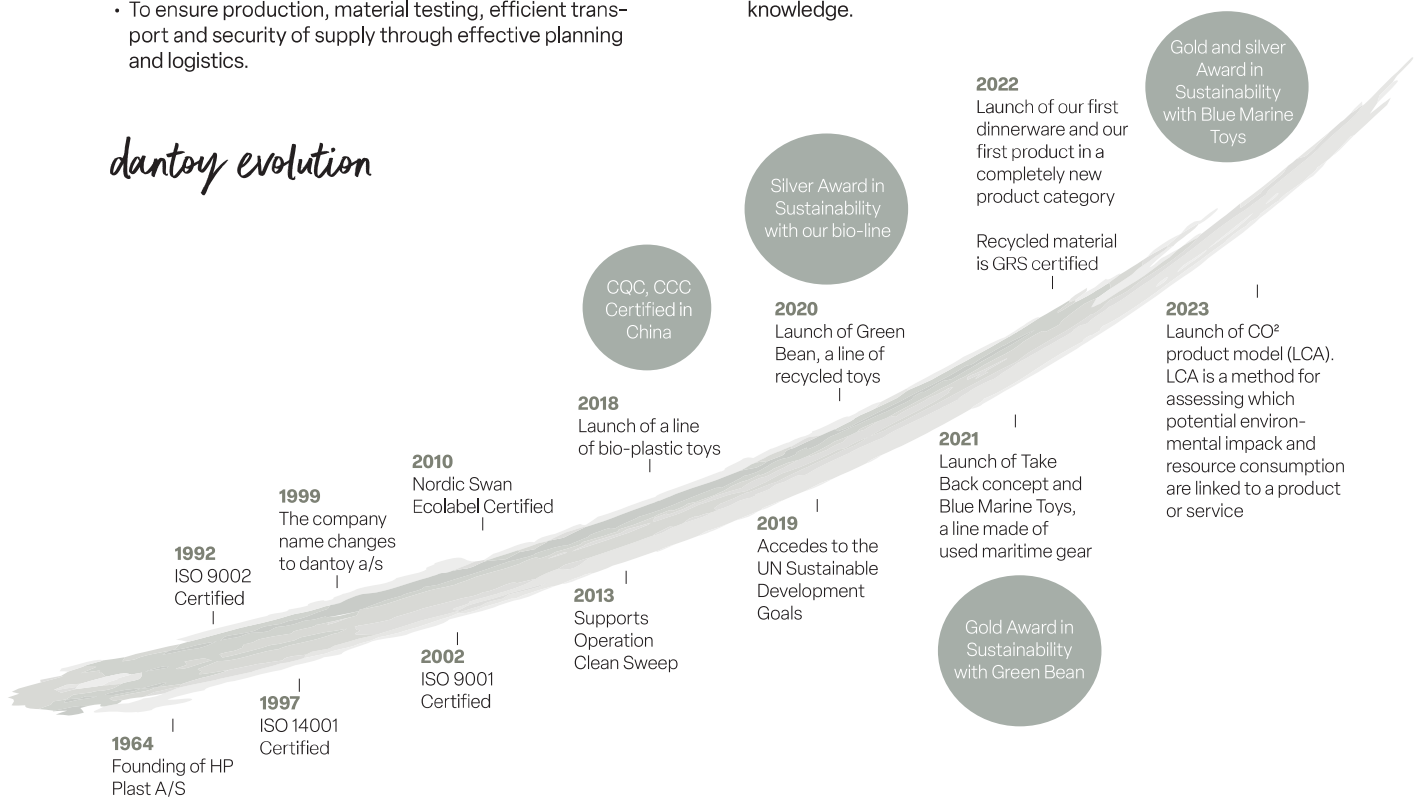 • To ensure production, material testing, efficient trans-
port and security of supply through effective planning
and logistics.
knowledge.
dantoy evolution
1964
Founding of HP
Plast A/S
1992
ISO 9002
Certified
1997
ISO 14001
Certified
1999
The company
name changes
to dantoy a/s
2002
ISO 9001
Certified
2010
Nordic Swan
Ecolabel Certified
2013
Supports
Operation
Clean Sweep
CQC, CCC
Certified in
China
2018
Launch of a line
of bio-plastic toys
2019
Accedes to the
UN Sustainable
Development
Goals
Silver Award in
Sustainability
with our bio-line
2020
Launch of Green
Bean, a line of
recycled toys
2021
Launch of Take
Back concept and
Blue Marine Toys,
a line made of
used maritime gear
Gold Award in
Sustainability
with Green Bean
2022
Launch of our first
dinnerware and our
first product in a
completely new
product category
Recycled material
is GRS certified
Gold and silver
Award in
Sustainability
with Blue Marine
Toys
2023
Launch of CO²
product model (LCA).
LCA is a method for
assessing which
potential environ-
mental impack and
resource consumption
are linked to a product
or service